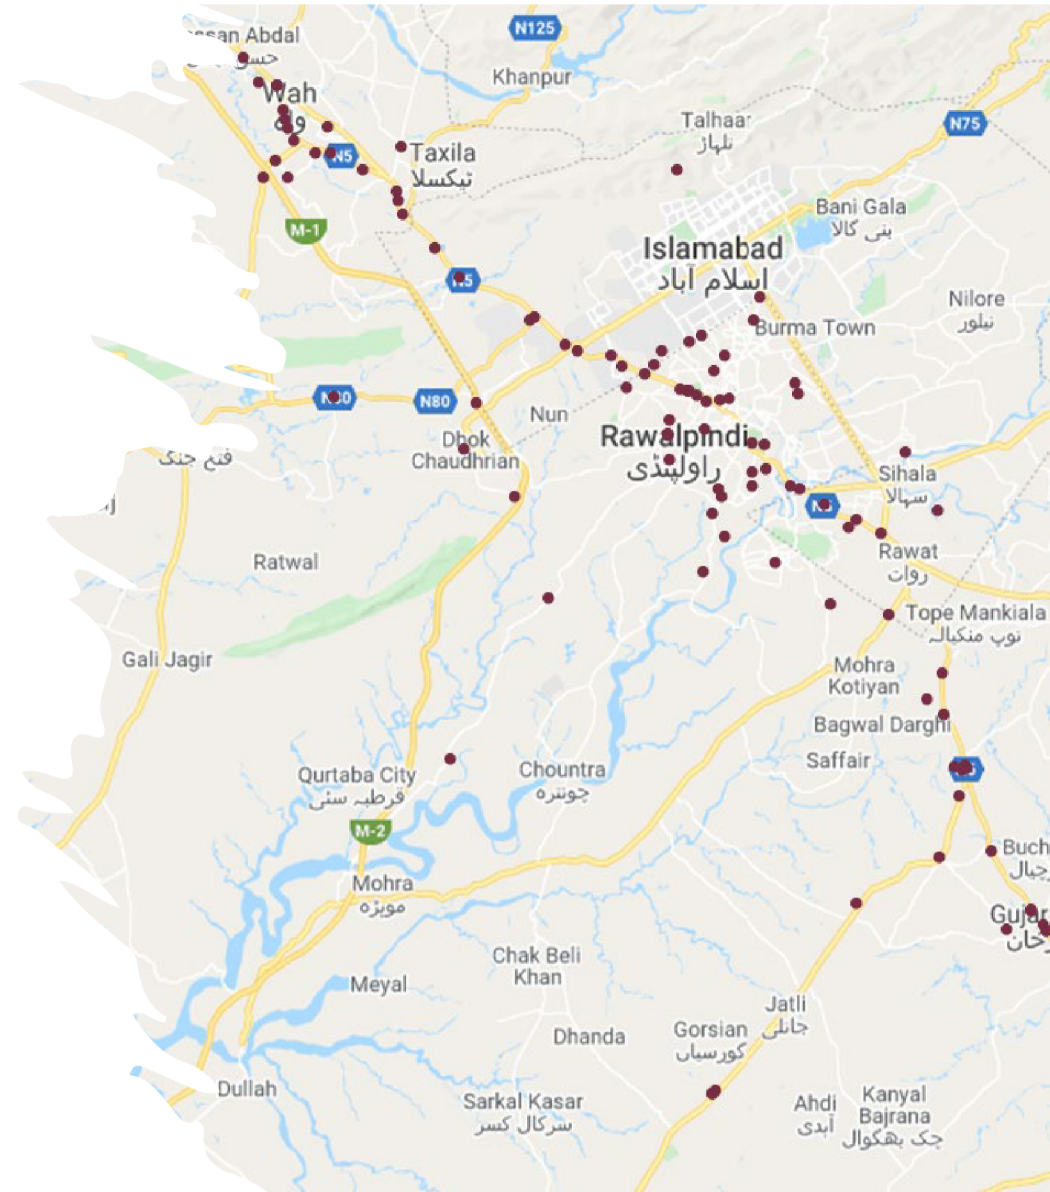 N125
ssan Abdal
Khanpur
Wah
واہ
Talhaar
تلہاڑ
N75
N5
Taxila
ٹیکسلا
M-1
Bani Gala
بنی گالا
Islamabad
اسلام آباد
N5
Nilore
نیلور
Burma Town
N80
N80
Nun
Dhok
Chaudhrian
Rawalpindi
راولپنڈی
فتح جنگ
Sihala
سہالا
N5
Ratwal
Rawat
روات
Tope Mankiala
توپ منکیالہ
Gali Jagir
Mohra
Kotiyan
Bagwal Darghi
Saffair
Qurtaba City
قرطبہ سٹی
Chountra
چونترہ
M-2
Buch
Mohra
موہڑہ
Gujar
خان
Chak Beli
Khan
Meyal
Jatli
جاتلی
Dhanda
Gorsian
گورسیاں
Dullah
Sarkal Kasar
سرکال کسر
Ahdi
آہدی
Kanyal
Bajrana
چک بھگوال